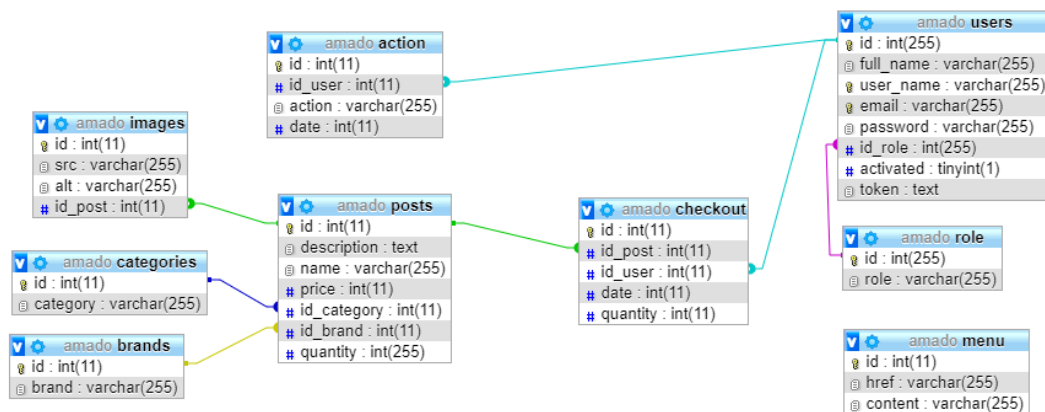 amado action
id : int(11)
id_user : int(11)
action : varchar(255)
date : int(11)
amado users
id : int(255)
full_name : varchar(255)
user_name : varchar(255)
email : varchar(255)
password : varchar(255)
id_role : int(255)
activated : tinyint(1)
token : text
amado images
id : int(11)
src : varchar(255)
alt : varchar(255)
id_post : int(11)
amado posts
id : int(11)
description : text
name : varchar(255)
price : int(11)
id_category : int(11)
id_brand : int(11)
quantity : int(255)
amado checkout
id : int(11)
id_post : int(11)
id_user : int(11)
date : int(11)
quantity : int(11)
amado role
id : int(255)
role : varchar(255)
amado categories
id : int(11)
category : varchar(255)
amado brands
id : int(11)
brand : varchar(255)
amado menu
id : int(11)
href : varchar(255)
content : varchar(255)